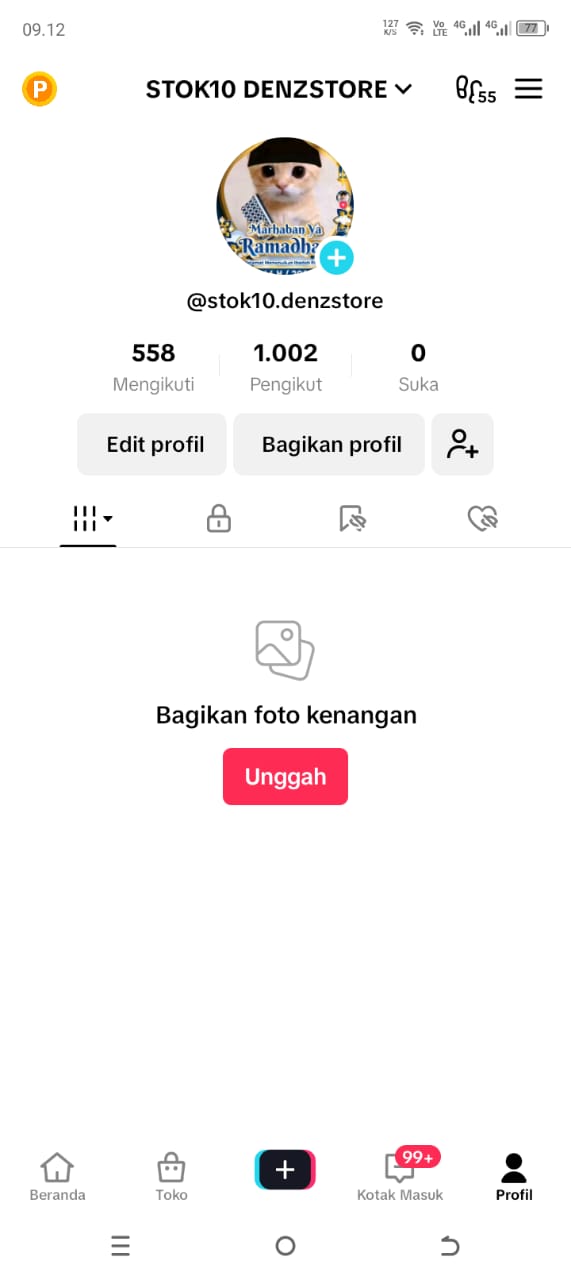 09.12
127 K/S
Vo LTE
4G
4G
77
P
STOK10 DENZSTORE
55
Marhaban Ya
Ramadha
@stok10.denzstore
558
1.002
0
Mengikuti
Pengikut
Suka
Edit profil
Bagikan profil
Bagikan foto kenangan
Unggah
99+
Beranda
Toko
Kotak Masuk
Profil